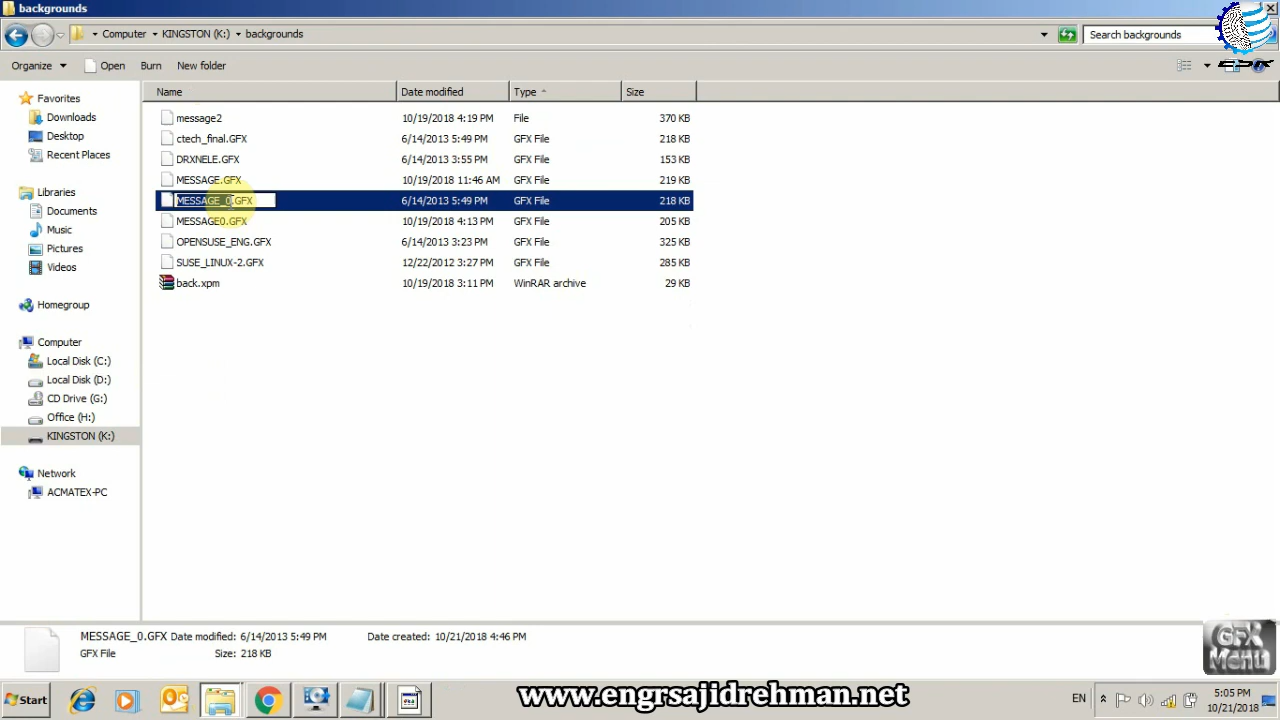 backgrounds
Computer KINGSTON (K:) backgrounds
Search backgrounds
Organize Open Burn New folder
Name Date modified Type Size
Favorites
Downloads
Desktop
Recent Places
Libraries
Documents
Music
Pictures
Videos
Homegroup
Computer
Local Disk (C:)
Local Disk (D:)
CD Drive (G:)
Office (H:)
KINGSTON (K:)
Network
ACMATEX-PC
message2 10/19/2018 4:19 PM File 370 KB
ctech_final.GFX 6/14/2013 5:49 PM GFX File 218 KB
DRXNELE.GFX 6/14/2013 3:55 PM GFX File 153 KB
MESSAGE.GFX 10/19/2018 11:46 AM GFX File 219 KB
MESSAGE_0.GFX 6/14/2013 5:49 PM GFX File 218 KB
MESSAGE0.GFX 10/19/2018 4:13 PM GFX File 205 KB
OPENSUSE_ENG.GFX 6/14/2013 3:23 PM GFX File 325 KB
SUSE_LINUX-2.GFX 12/22/2012 3:27 PM GFX File 285 KB
back.xpm 10/19/2018 3:11 PM WinRAR archive 29 KB
MESSAGE_0.GFX Date modified: 6/14/2013 5:49 PM Date created: 10/21/2018 4:46 PM
GFX File Size: 218 KB
GFX
Menu
Start
www.engrsajidrehman.net
EN
5:05 PM
10/21/2018